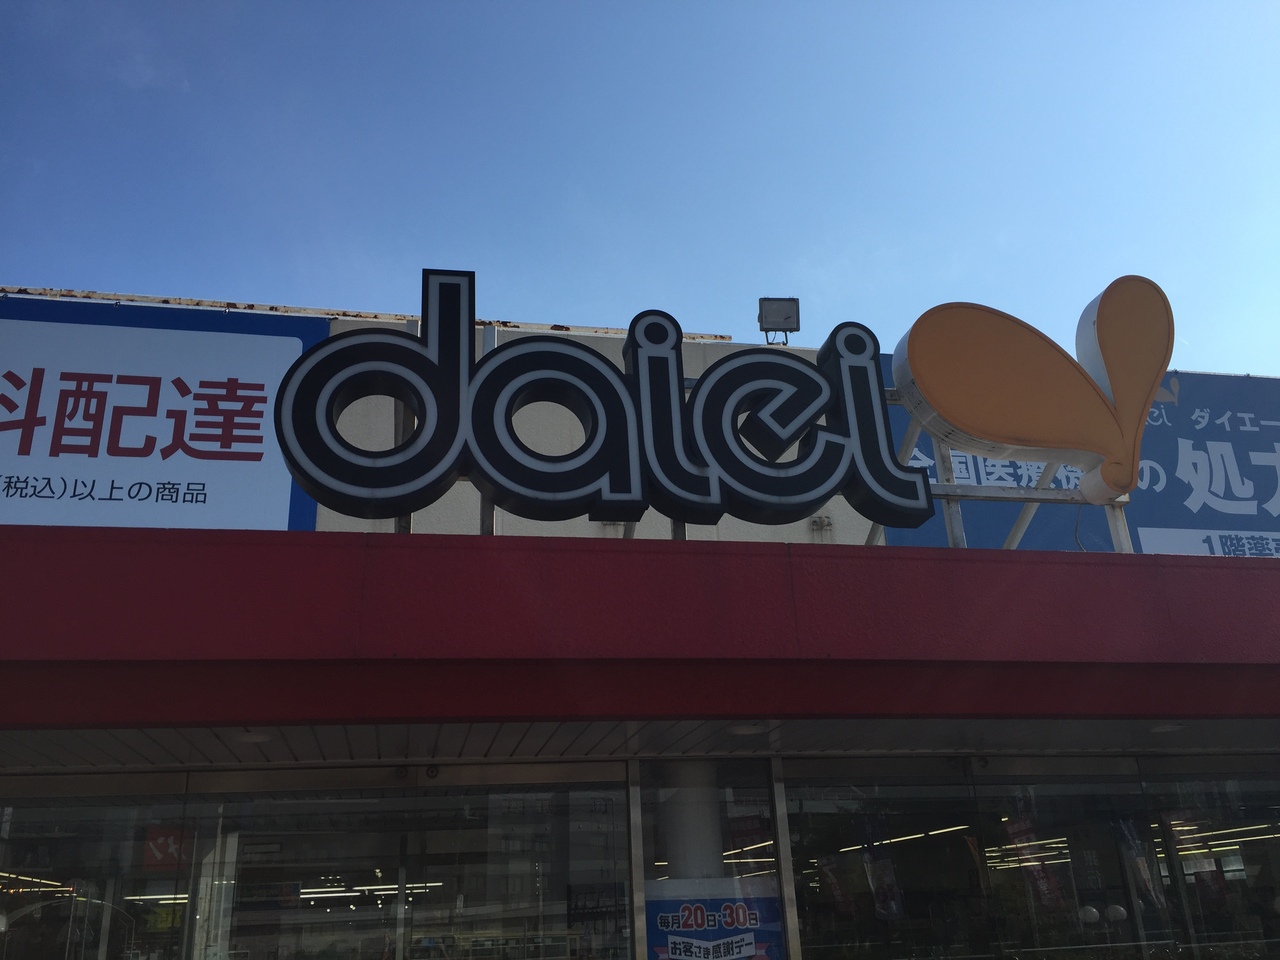 料配達
(税込)以上の商品
daiei
ダイエー
全国医療機
の
処
1階薬
毎月20日・30日
お客さま感謝デー